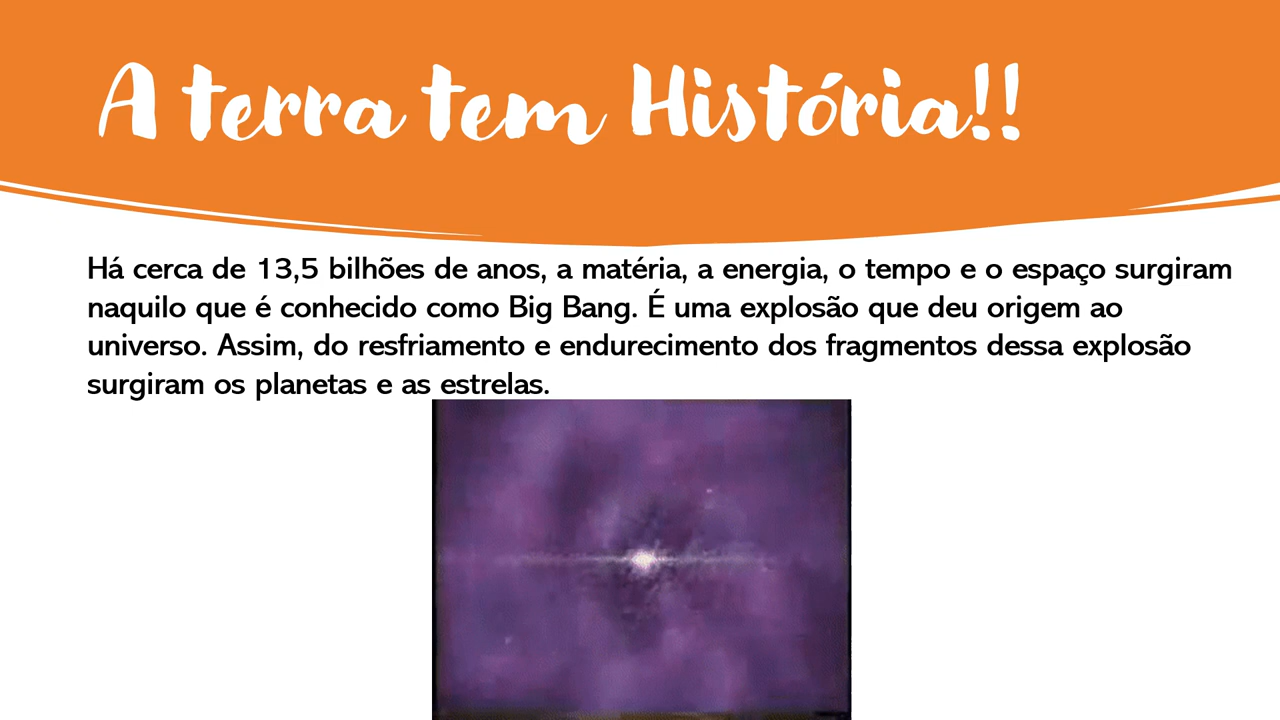 A terra tem História!!
Há cerca de 13,5 bilhões de anos, a matéria, a energia, o tempo e o espaço surgiram
naquilo que é conhecido como Big Bang. É uma explosão que deu origem ao
universo. Assim, do resfriamento e endurecimento dos fragmentos dessa explosão
surgiram os planetas e as estrelas.